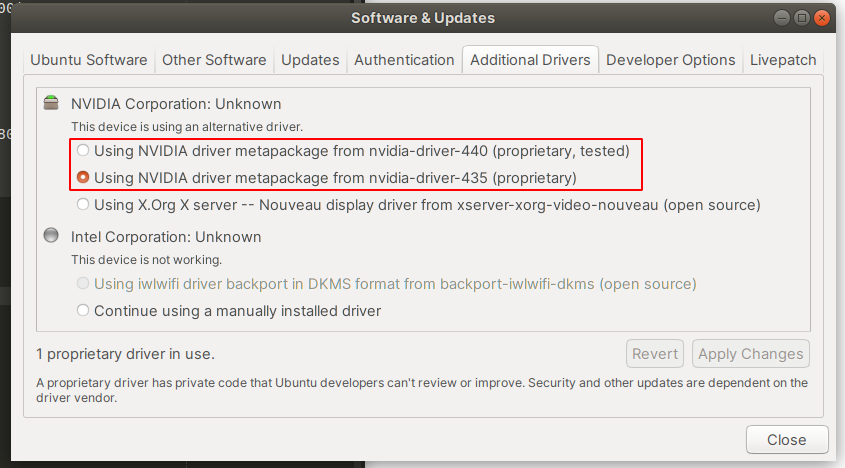 00/
80
Software & Updates
Ubuntu Software
Other Software
Updates
Authentication
Additional Drivers
Developer Options
Livepatch
NVIDIA Corporation: Unknown
This device is using an alternative driver.
Using NVIDIA driver metapackage from nvidia-driver-440 (proprietary, tested)
Using NVIDIA driver metapackage from nvidia-driver-435 (proprietary)
Using X.Org X server -- Nouveau display driver from xserver-xorg-video-nouveau (open source)
Intel Corporation: Unknown
This device is not working.
Using iwlwifi driver backport in DKMS format from backport-iwlwifi-dkms (open source)
Continue using a manually installed driver
1 proprietary driver in use.
Revert
Apply Changes
A proprietary driver has private code that Ubuntu developers can't review or improve. Security and other updates are dependent on the
driver vendor.
Close